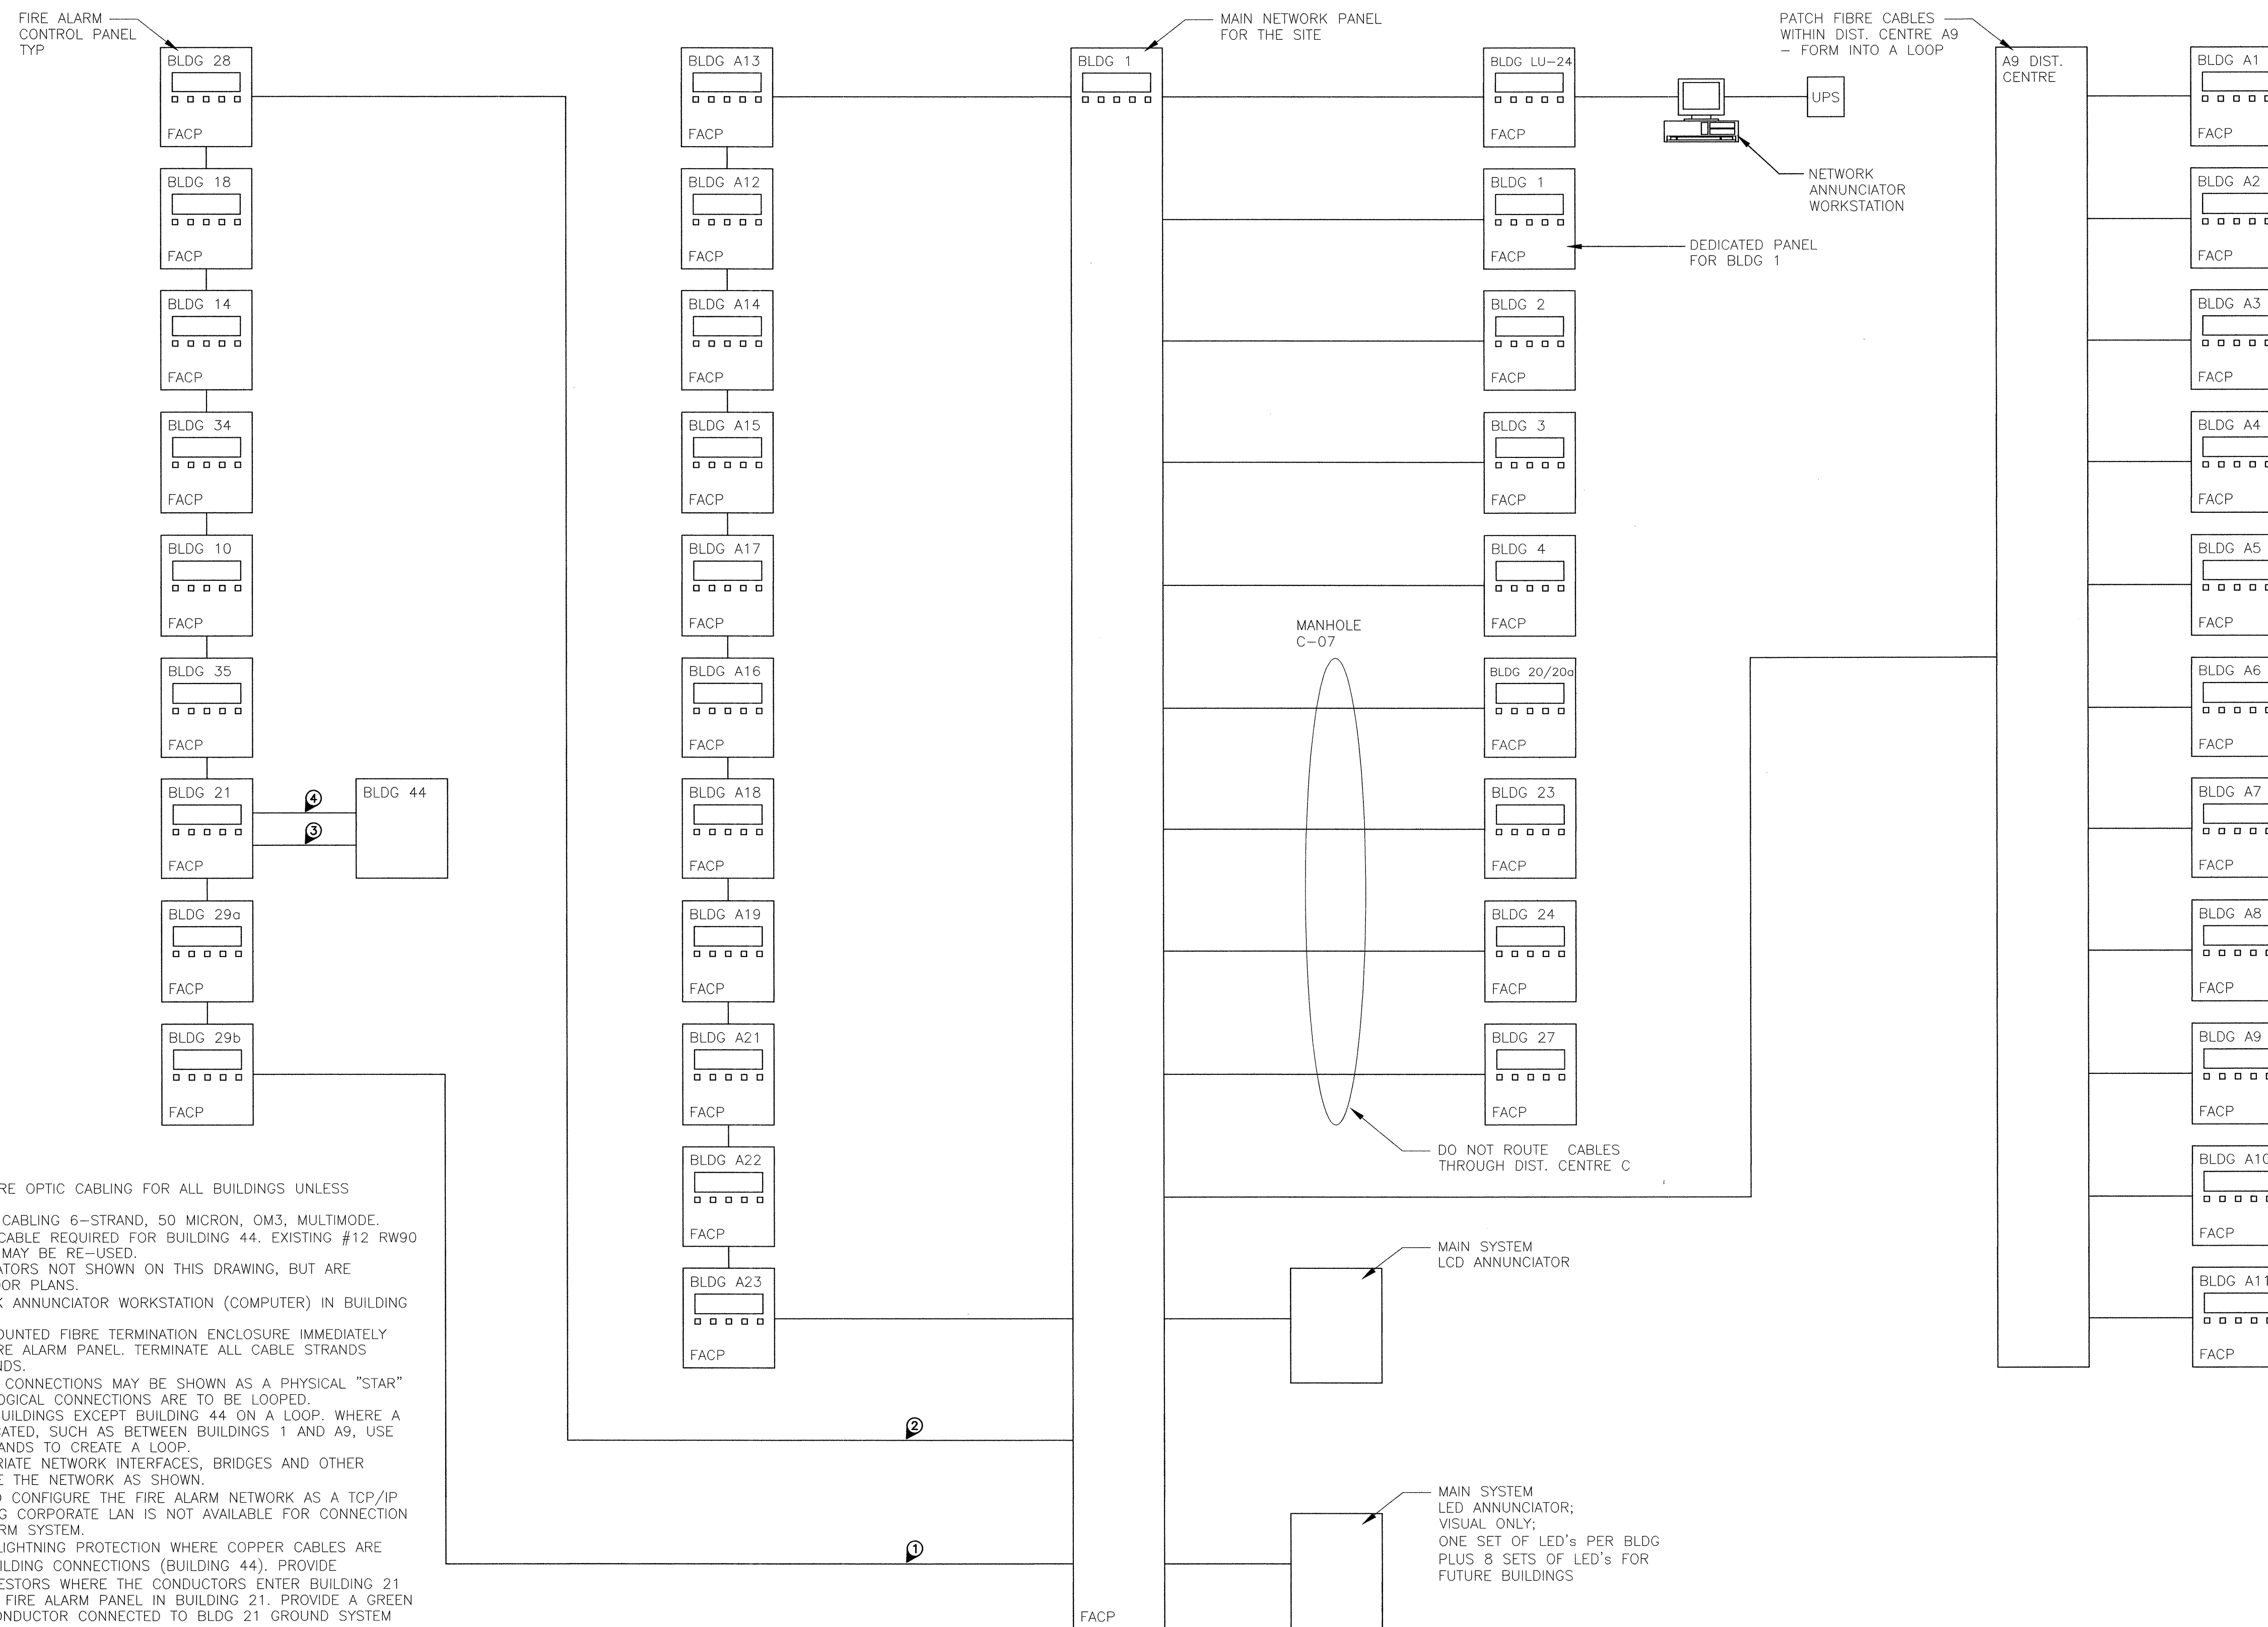 FIRE ALARM
CONTROL PANEL
TYP
BLDG 28
FACP
BLDG 18
FACP
BLDG 14
FACP
BLDG 34
FACP
BLDG 10
FACP
BLDG 35
FACP
BLDG 21
FACP
4
3
BLDG 44
BLDG 29a
FACP
BLDG 29b
FACP
RE OPTIC CABLING FOR ALL BUILDINGS UNLESS
CABLING 6-STRAND, 50 MICRON, OM3, MULTIMODE.
CABLE REQUIRED FOR BUILDING 44. EXISTING #12 RW90
MAY BE RE-USED.
ATORS NOT SHOWN ON THIS DRAWING, BUT ARE
OOR PLANS.
K ANNUNCIATOR WORKSTATION (COMPUTER) IN BUILDING
OUNTED FIBRE TERMINATION ENCLOSURE IMMEDIATELY
RE ALARM PANEL. TERMINATE ALL CABLE STRANDS
NDS.
CONNECTIONS MAY BE SHOWN AS A PHYSICAL "STAR"
OGICAL CONNECTIONS ARE TO BE LOOPED.
UILDINGS EXCEPT BUILDING 44 ON A LOOP. WHERE A
CATED, SUCH AS BETWEEN BUILDINGS 1 AND A9, USE
ANDS TO CREATE A LOOP.
RIATE NETWORK INTERFACES, BRIDGES AND OTHER
E THE NETWORK AS SHOWN.
O CONFIGURE THE FIRE ALARM NETWORK AS A TCP/IP
G CORPORATE LAN IS NOT AVAILABLE FOR CONNECTION
RM SYSTEM.
LIGHTNING PROTECTION WHERE COPPER CABLES ARE
ILDING CONNECTIONS (BUILDING 44). PROVIDE
ESTORS WHERE THE CONDUCTORS ENTER BUILDING 21
FIRE ALARM PANEL IN BUILDING 21. PROVIDE A GREEN
ONDUCTOR CONNECTED TO BLDG 21 GROUND SYSTEM
BLDG A13
FACP
BLDG A12
FACP
BLDG A14
FACP
BLDG A15
FACP
BLDG A17
FACP
BLDG A16
FACP
BLDG A18
FACP
BLDG A19
FACP
BLDG A21
FACP
BLDG A22
FACP
BLDG A23
FACP
2
1
MAIN NETWORK PANEL
FOR THE SITE
BLDG 1
FACP
BLDG LU-24
FACP
UPS
NETWORK
ANNUNCIATOR
WORKSTATION
BLDG 1
FACP
DEDICATED PANEL
FOR BLDG 1
BLDG 2
FACP
BLDG 3
FACP
BLDG 4
FACP
MANHOLE
C-07
BLDG 20/20a
FACP
BLDG 23
FACP
BLDG 24
FACP
BLDG 27
FACP
DO NOT ROUTE CABLES
THROUGH DIST. CENTRE C
MAIN SYSTEM
LCD ANNUNCIATOR
MAIN SYSTEM
LED ANNUNCIATOR;
VISUAL ONLY;
ONE SET OF LED's PER BLDG
PLUS 8 SETS OF LED's FOR
FUTURE BUILDINGS
PATCH FIBRE CABLES
WITHIN DIST. CENTRE A9
- FORM INTO A LOOP
A9 DIST.
CENTRE
BLDG A1
FACP
BLDG A2
FACP
BLDG A3
FACP
BLDG A4
FACP
BLDG A5
FACP
BLDG A6
FACP
BLDG A7
FACP
BLDG A8
FACP
BLDG A9
FACP
BLDG A10
FACP
BLDG A11
FACP